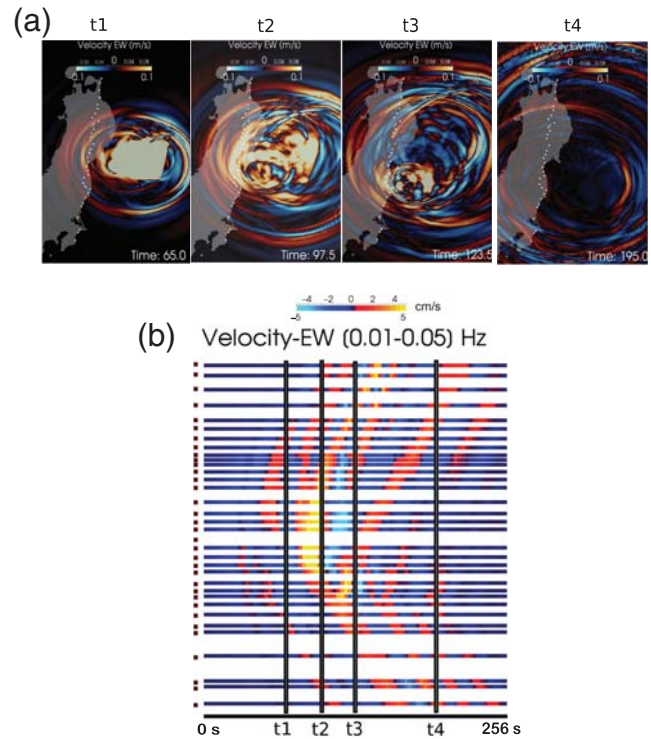 (a)
t1 t2 t3 t4
Velocity EW (m/s)
0
0.1 0.1
Time: 65.0
Velocity EW (m/s)
0
0.1 0.1
Time: 97.5
Velocity EW (m/s)
0
0.1 0.1
Time: 123.5
Velocity EW (m/s)
0
0.1 0.1
Time: 195.0
-4 -2 0 2 4
-5 5 cm/s
(b) Velocity-EW (0.01-0.05) Hz
0 s t1 t2 t3 t4 256 s